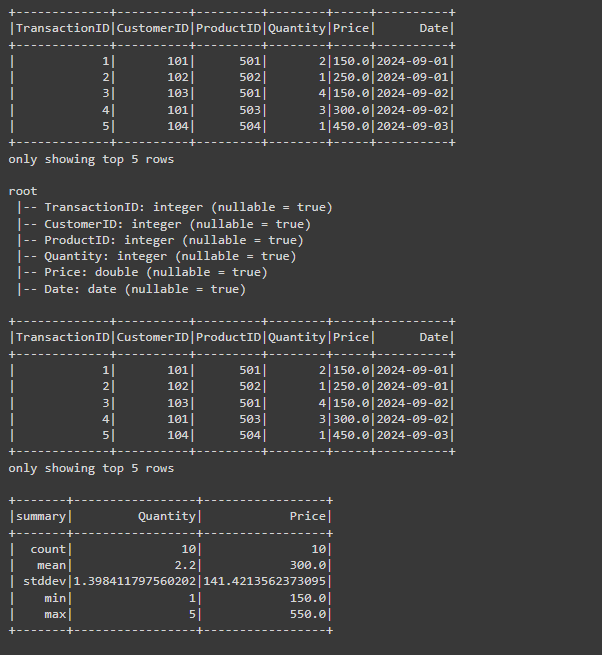 +-------------+----------+---------+--------+-----+----------+
|TransactionID|CustomerID|ProductID|Quantity|Price|      Date|
+-------------+----------+---------+--------+-----+----------+
|            1|       101|      501|       2|150.0|2024-09-01|
|            2|       102|      502|       1|250.0|2024-09-01|
|            3|       103|      501|       4|150.0|2024-09-02|
|            4|       101|      503|       3|300.0|2024-09-02|
|            5|       104|      504|       1|450.0|2024-09-03|
+-------------+----------+---------+--------+-----+----------+
only showing top 5 rows

root
 |-- TransactionID: integer (nullable = true)
 |-- CustomerID: integer (nullable = true)
 |-- ProductID: integer (nullable = true)
 |-- Quantity: integer (nullable = true)
 |-- Price: double (nullable = true)
 |-- Date: date (nullable = true)

+-------------+----------+---------+--------+-----+----------+
|TransactionID|CustomerID|ProductID|Quantity|Price|      Date|
+-------------+----------+---------+--------+-----+----------+
|            1|       101|      501|       2|150.0|2024-09-01|
|            2|       102|      502|       1|250.0|2024-09-01|
|            3|       103|      501|       4|150.0|2024-09-02|
|            4|       101|      503|       3|300.0|2024-09-02|
|            5|       104|      504|       1|450.0|2024-09-03|
+-------------+----------+---------+--------+-----+----------+
only showing top 5 rows

+-------+-----------------+-----------------+
|summary|         Quantity|            Price|
+-------+-----------------+-----------------+
|  count|               10|               10|
|   mean|              2.2|            300.0|
| stddev|1.398411797560202|141.4213562373095|
|    min|                1|            150.0|
|    max|                5|            550.0|
+-------+-----------------+-----------------+